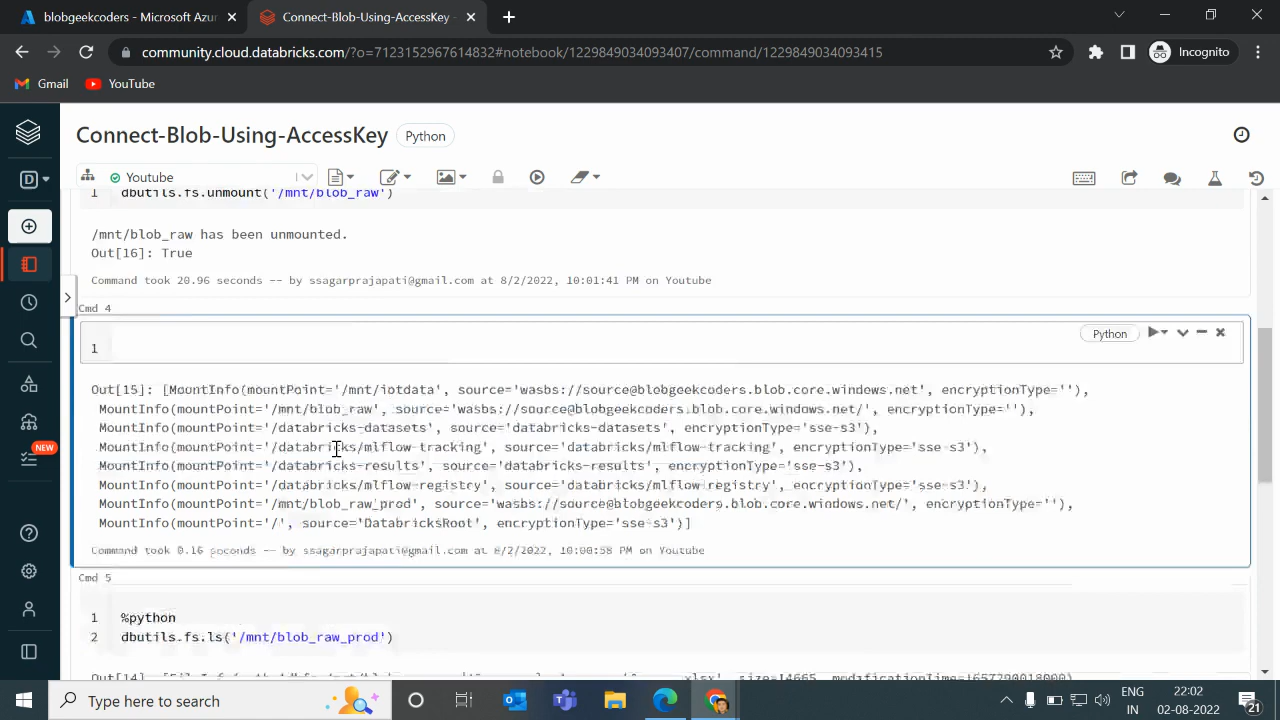 blobgeekcoders - Microsoft Azur
Connect-Blob-Using-AccessKey -
community.cloud.databricks.com/?o=7123152967614832#notebook/1229849034093407/command/1229849034093415
Incognito
Gmail
YouTube
Connect-Blob-Using-AccessKey
Python
D
Youtube
1 dbutils.fs.unmount('/mnt/blob_raw')
/mnt/blob_raw has been unmounted.
Out[16]: True
Command took 20.96 seconds -- by ssagarprajapati@gmail.com at 8/2/2022, 10:01:41 PM on Youtube
Cmd 4
Python
1
Out[15]: [MountInfo(mountPoint='/mnt/iotdata', source='wasbs://source@blobgeekcoders.blob.core.windows.net', encryptionType=''),
MountInfo(mountPoint='/mnt/blob_raw', source='wasbs://source@blobgeekcoders.blob.core.windows.net/', encryptionType=''),
MountInfo(mountPoint='/databricks-datasets', source='databricks-datasets', encryptionType='sse-s3'),
MountInfo(mountPoint='/databricks/mlflow-tracking', source='databricks/mlflow-tracking', encryptionType='sse-s3'),
MountInfo(mountPoint='/databricks-results', source='databricks-results', encryptionType='sse-s3'),
MountInfo(mountPoint='/databricks/mlflow-registry', source='databricks/mlflow-registry', encryptionType='sse-s3'),
MountInfo(mountPoint='/mnt/blob_raw_prod', source='wasbs://source@blobgeekcoders.blob.core.windows.net/', encryptionType=''),
MountInfo(mountPoint='/', source='DatabricksRoot', encryptionType='sse-s3')]
Command took 0.16 seconds -- by ssagarprajapati@gmail.com at 8/2/2022, 10:00:58 PM on Youtube
NEW
Cmd 5
1 %python
2 dbutils.fs.ls('/mnt/blob_raw_prod')
xlsx', size=14665, modificationTime=1657290018000)
Type here to search
ENG
IN
22:02
02-08-2022
21